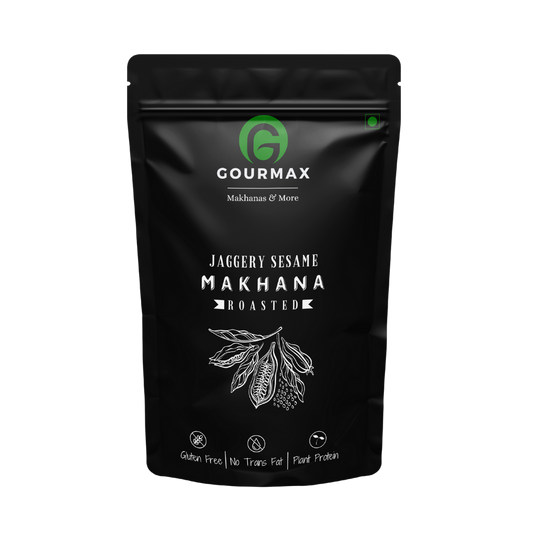 GOURMAX
Makhanas & More
JAGGERY SESAME
MAKHANA
ROASTED
Gluten Free | No Trans Fat | Plant Protein